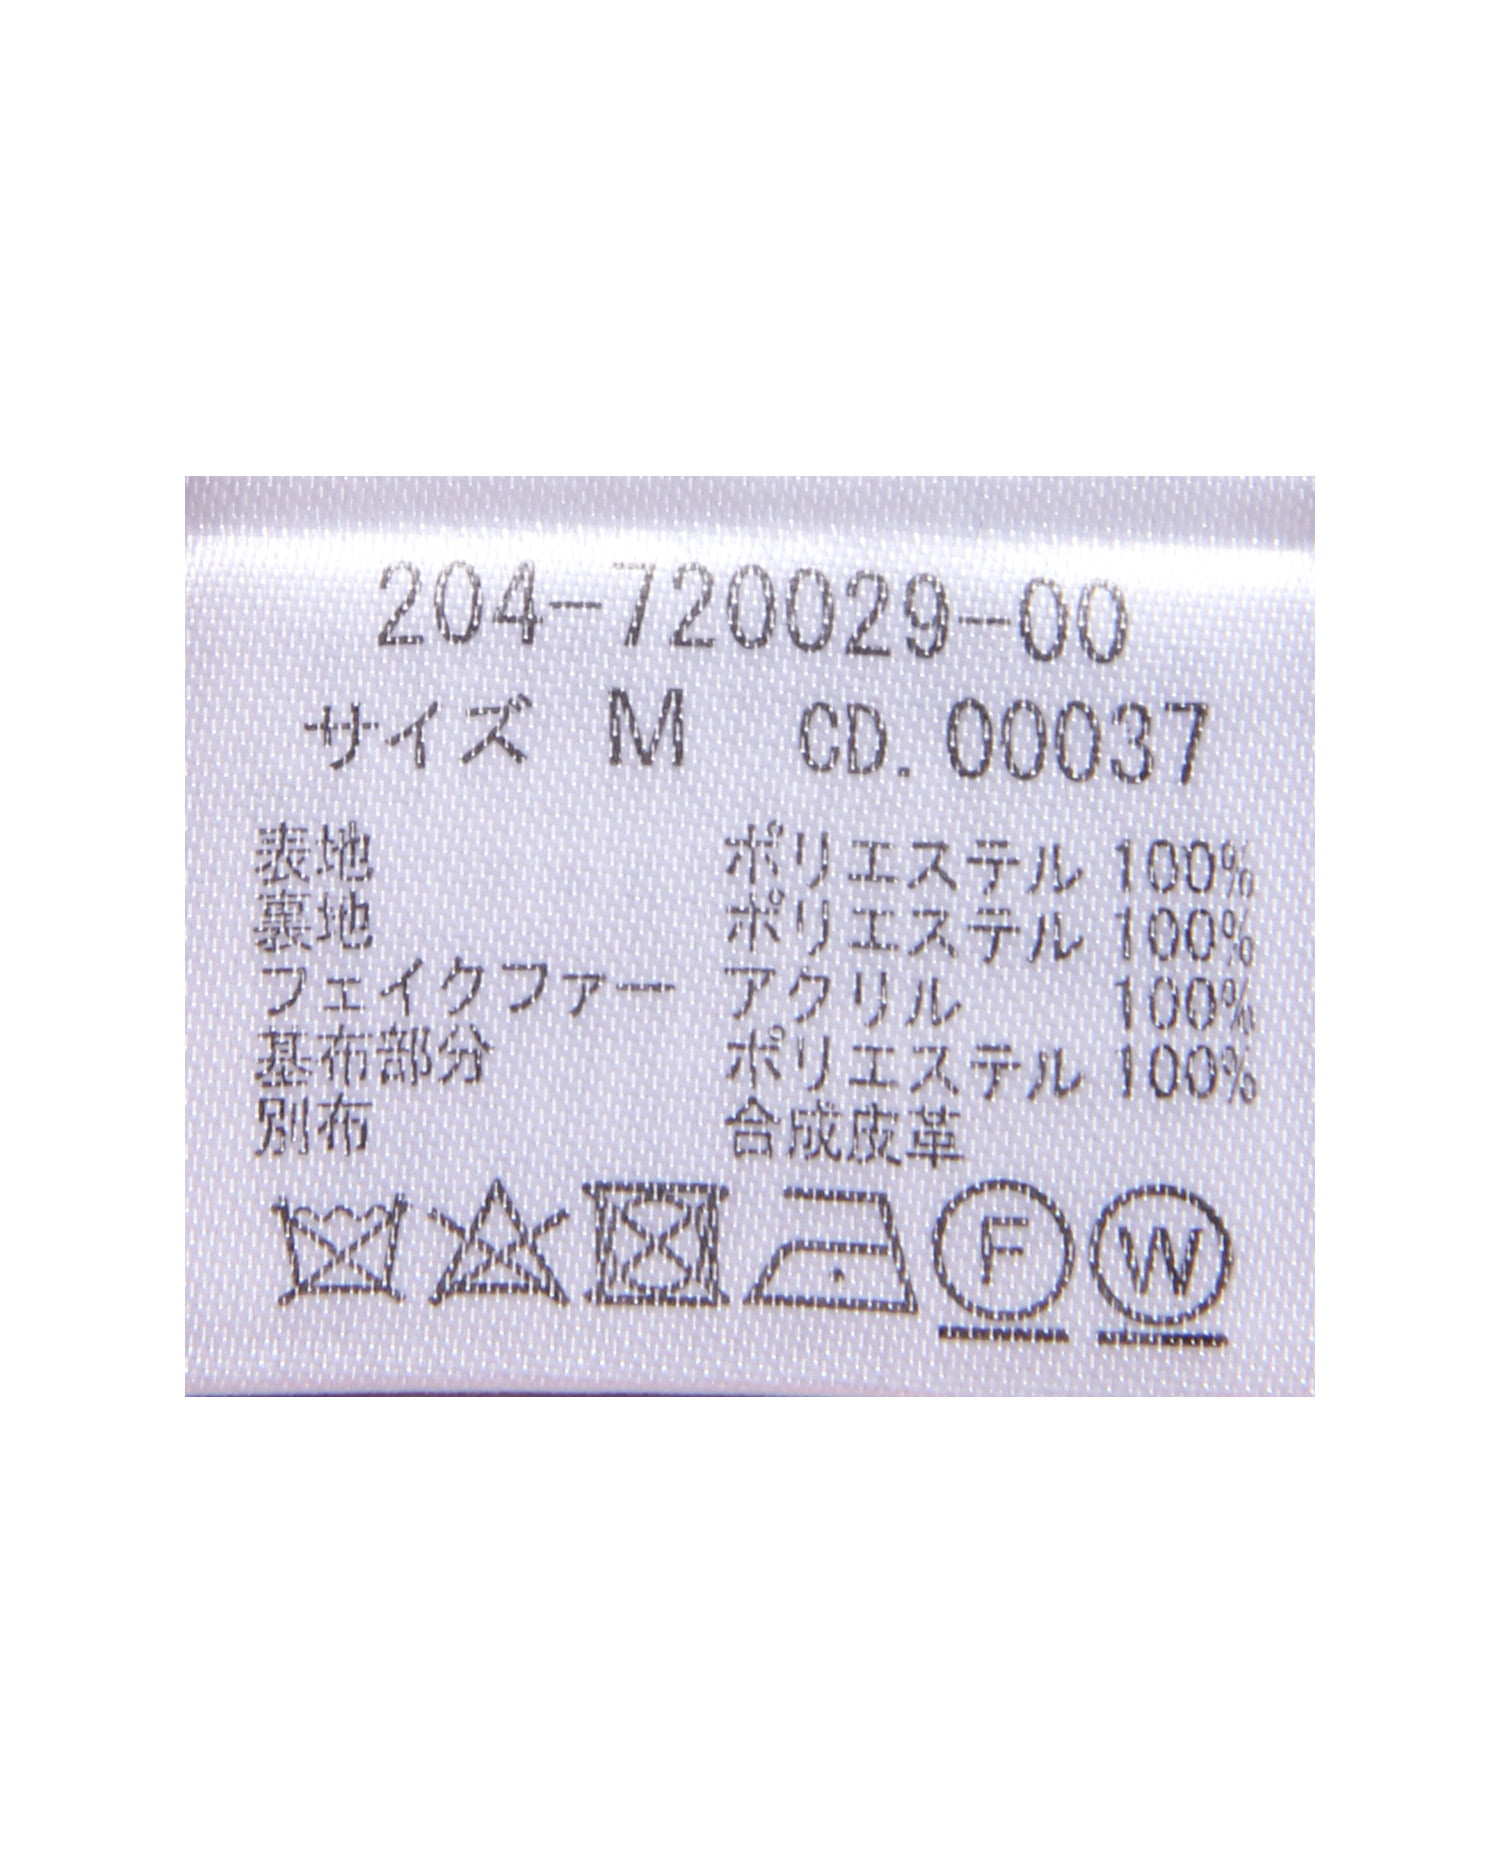 204-720029-00
サイズ M CD. 00037
表地 ポリエステル 100%
裏地 ポリエステル 100%
フェイクファー アクリル 100%
基布部分 ポリエステル 100%
別布 合成皮革
F W